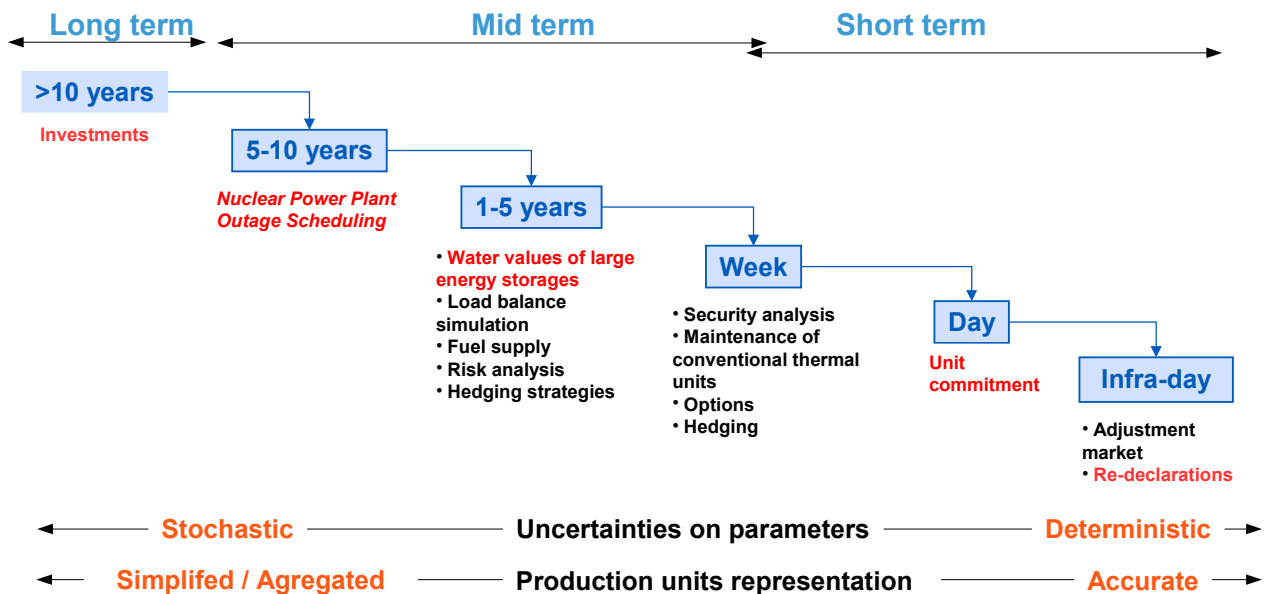 Long term
Mid term
Short term
>10 years
Investments
5-10 years
Nuclear Power Plant
Outage Scheduling
1-5 years
• Water values of large
energy storages
• Load balance
simulation
• Fuel supply
• Risk analysis
• Hedging strategies
Week
• Security analysis
• Maintenance of
conventional thermal
units
• Options
• Hedging
Day
Unit
commitment
Infra-day
• Adjustment
market
• Re-declarations
Stochastic
Uncertainties on parameters
Deterministic
Simplifed / Agregated
Production units representation
Accurate